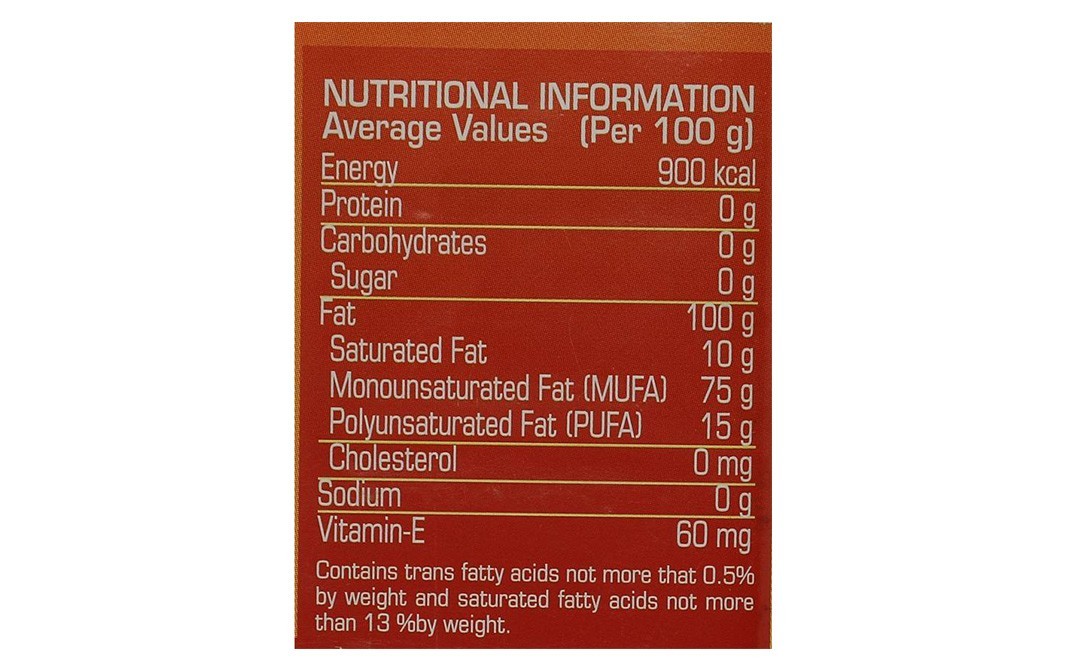 NUTRITIONAL INFORMATION
Average Values (Per 100 g)
Energy 900 kcal
Protein 0 g
Carbohydrates 0 g
Sugar 0 g
Fat 100 g
Saturated Fat 10 g
Monounsaturated Fat (MUFA) 75 g
Polyunsaturated Fat (PUFA) 15 g
Cholesterol 0 mg
Sodium 0 g
Vitamin-E 60 mg
Contains trans fatty acids not more that 0.5%
by weight and saturated fatty acids not more
than 13 %by weight.